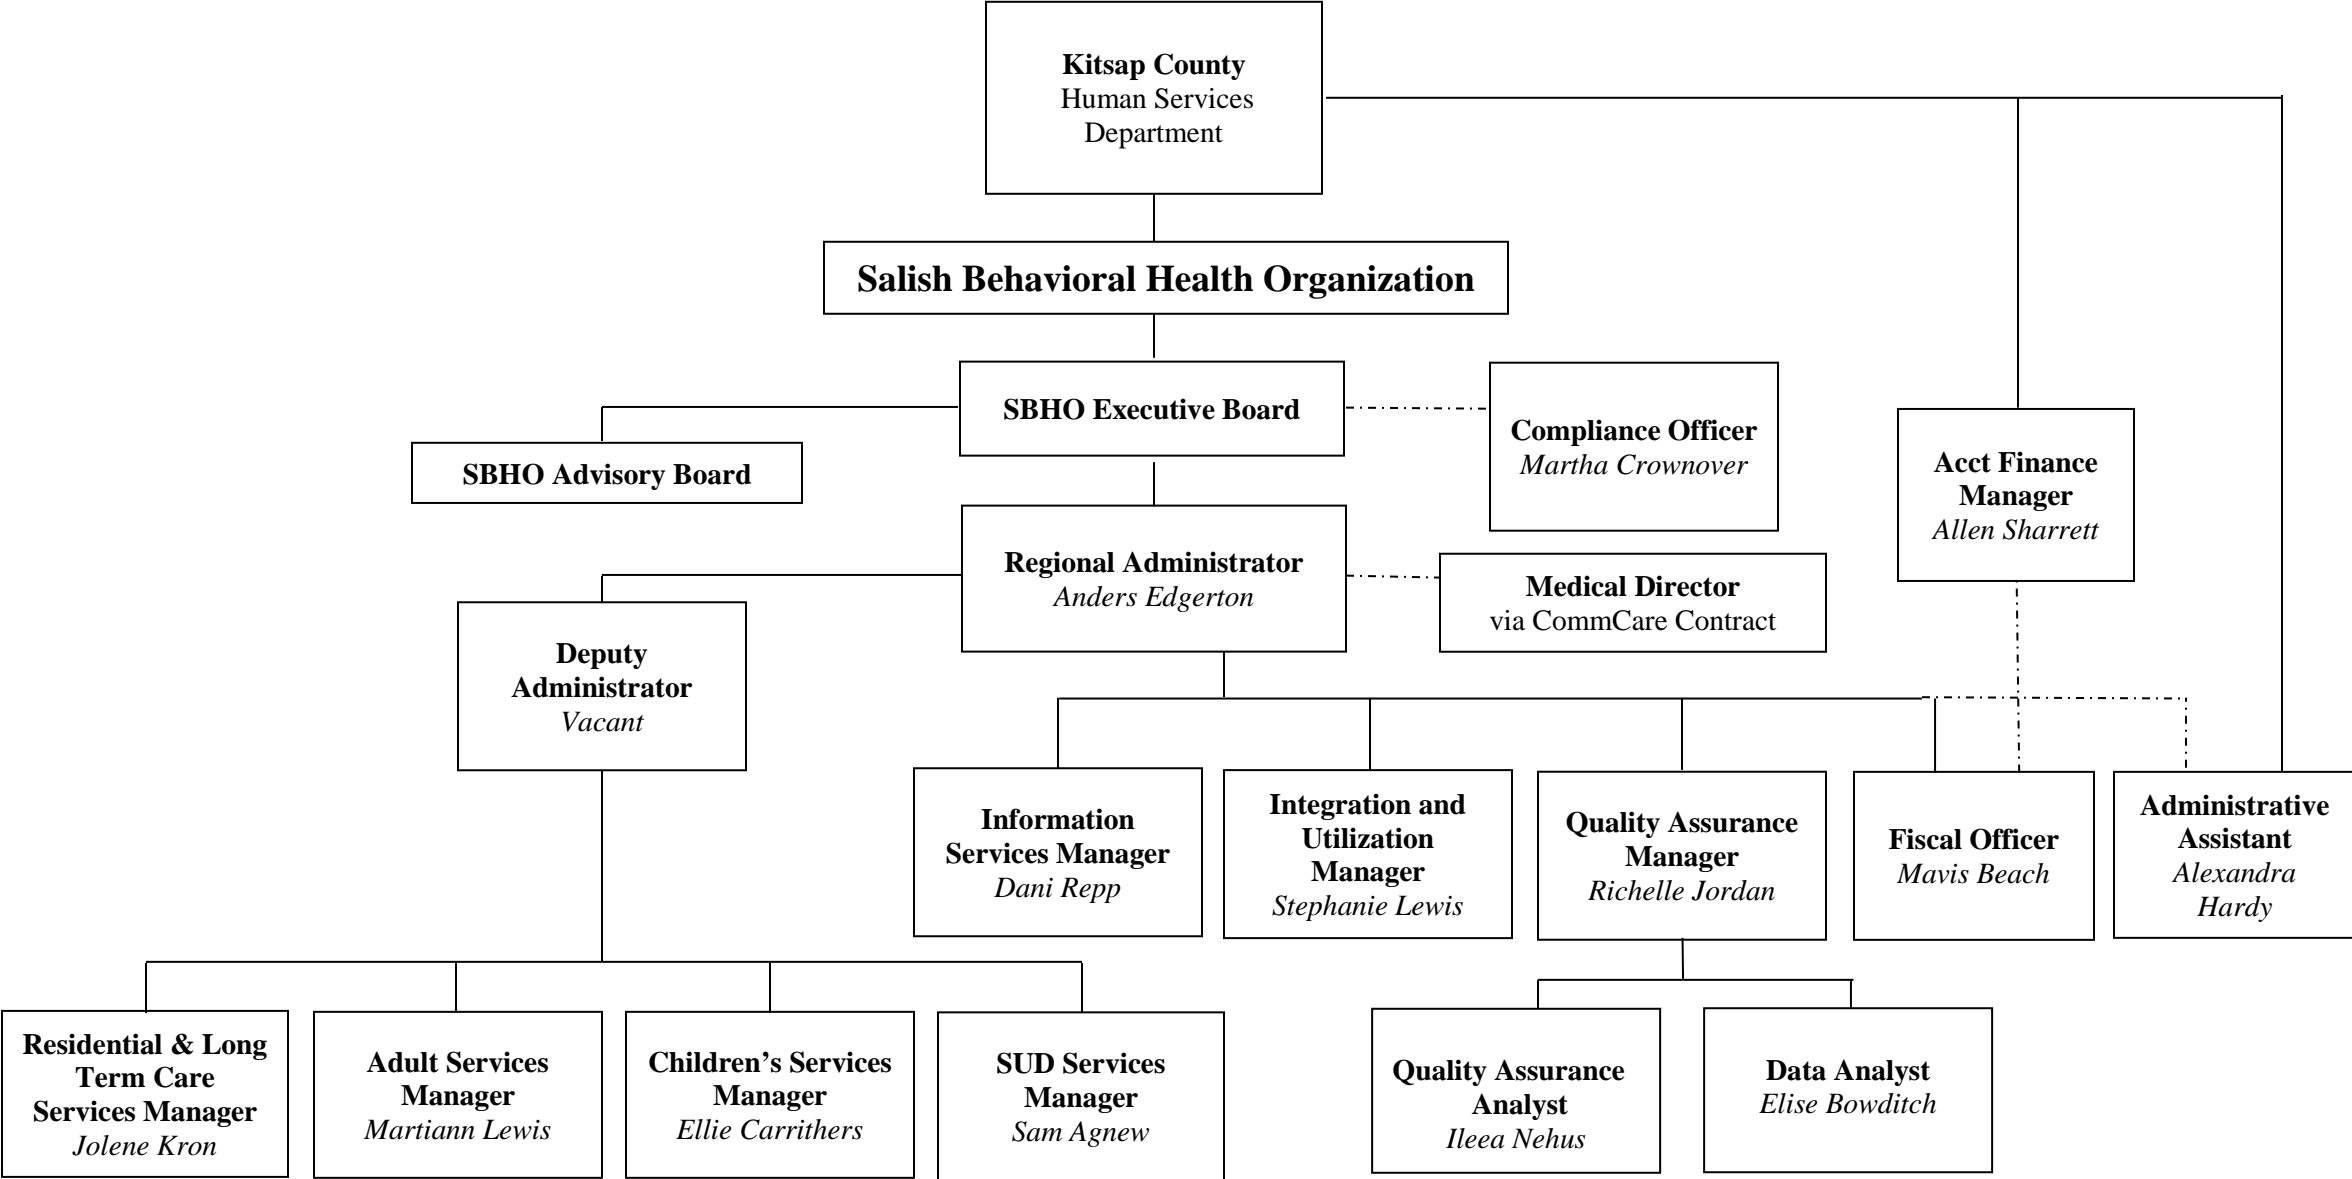 Kitsap County
Human Services
Department
Salish Behavioral Health Organization
SBHO Executive Board
Compliance Officer
Martha Crownover
SBHO Advisory Board
Acct Finance
Manager
Allen Sharrett
Regional Administrator
Anders Edgerton
Medical Director
via CommCare Contract
Deputy
Administrator
Vacant
Information
Services Manager
Dani Repp
Integration and
Utilization
Manager
Stephanie Lewis
Quality Assurance
Manager
Richelle Jordan
Fiscal Officer
Mavis Beach
Administrative
Assistant
Alexandra
Hardy
Residential & Long
Term Care
Services Manager
Jolene Kron
Adult Services
Manager
Martiann Lewis
Children’s Services
Manager
Ellie Carrithers
SUD Services
Manager
Sam Agnew
Quality Assurance
Analyst
Ileea Nehus
Data Analyst
Elise Bowditch